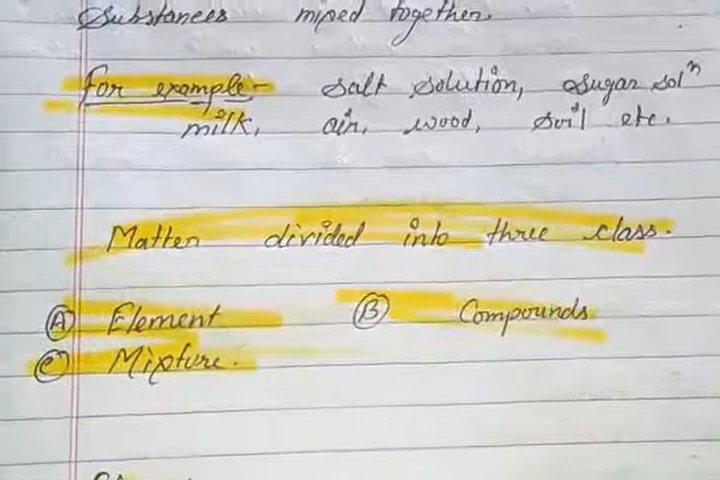 Substances mixed together.
For example- salt solution, sugar solⁿ
milk, air, wood, soil etc.
Matter divided into three class.
Ⓐ Element Ⓑ Compounds
Ⓒ Mixture.